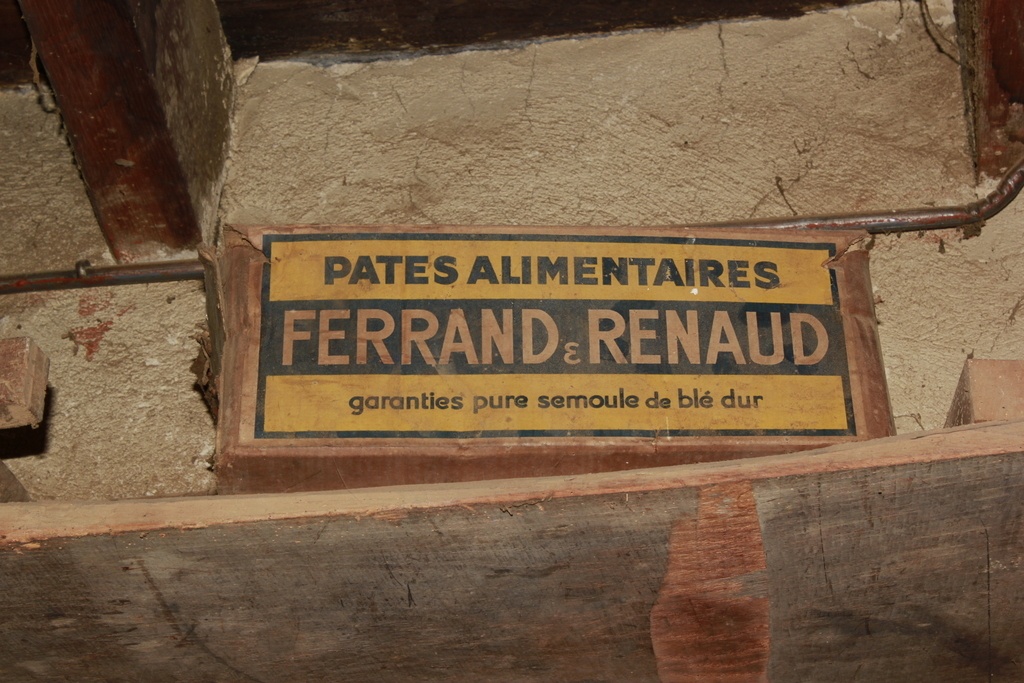 PATES ALIMENTAIRES
FERRAND & RENAUD
garanties pure semoule de blé dur